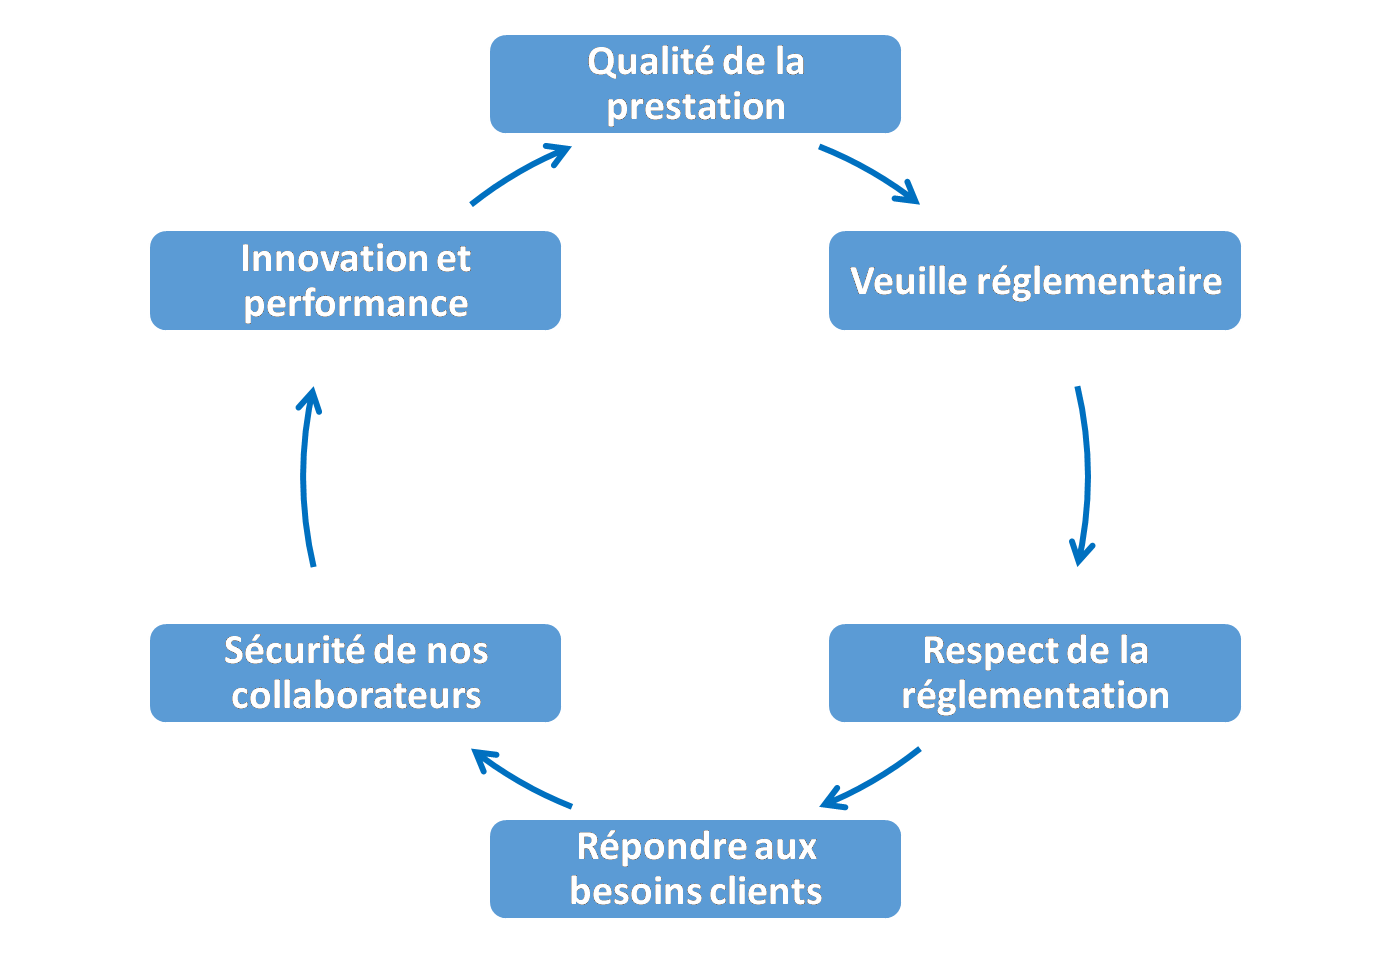 Qualité de la
prestation
Veuille réglementaire
Respect de la
réglementation
Répondre aux
besoins clients
Sécurité de nos
collaborateurs
Innovation et
performance